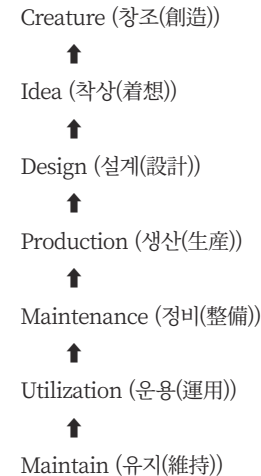 Creature (창조(創造))
⬆
Idea (착상(着想))
⬆
Design (설계(設計))
⬆
Production (생산(生産))
⬆
Maintenance (정비(整備))
⬆
Utilization (운용(運用))
⬆
Maintain (유지(維持))